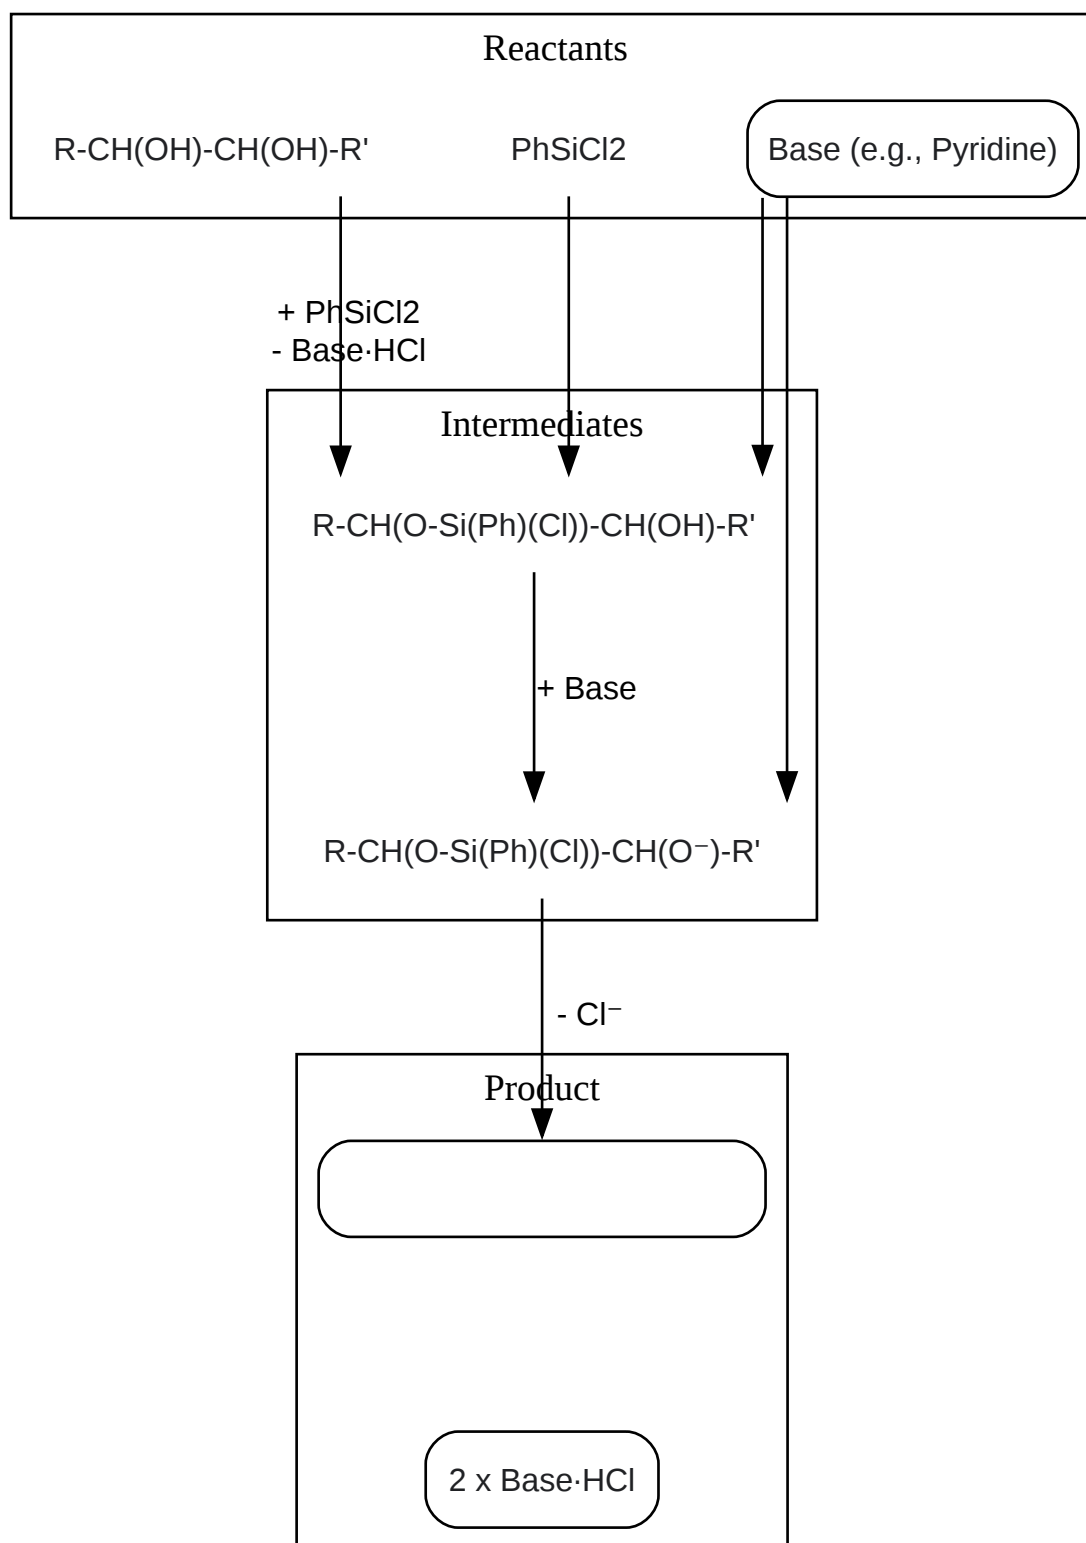 Reactants
R-CH(OH)-CH(OH)-R'
PhSiCl2
Base (e.g., Pyridine)
+ PhSiCl2
- Base·HCl
Intermediates
R-CH(O-Si(Ph)(Cl))-CH(OH)-R'
+ Base
R-CH(O-Si(Ph)(Cl))-CH(O⁻)-R'
- Cl⁻
Product
2 x Base·HCl